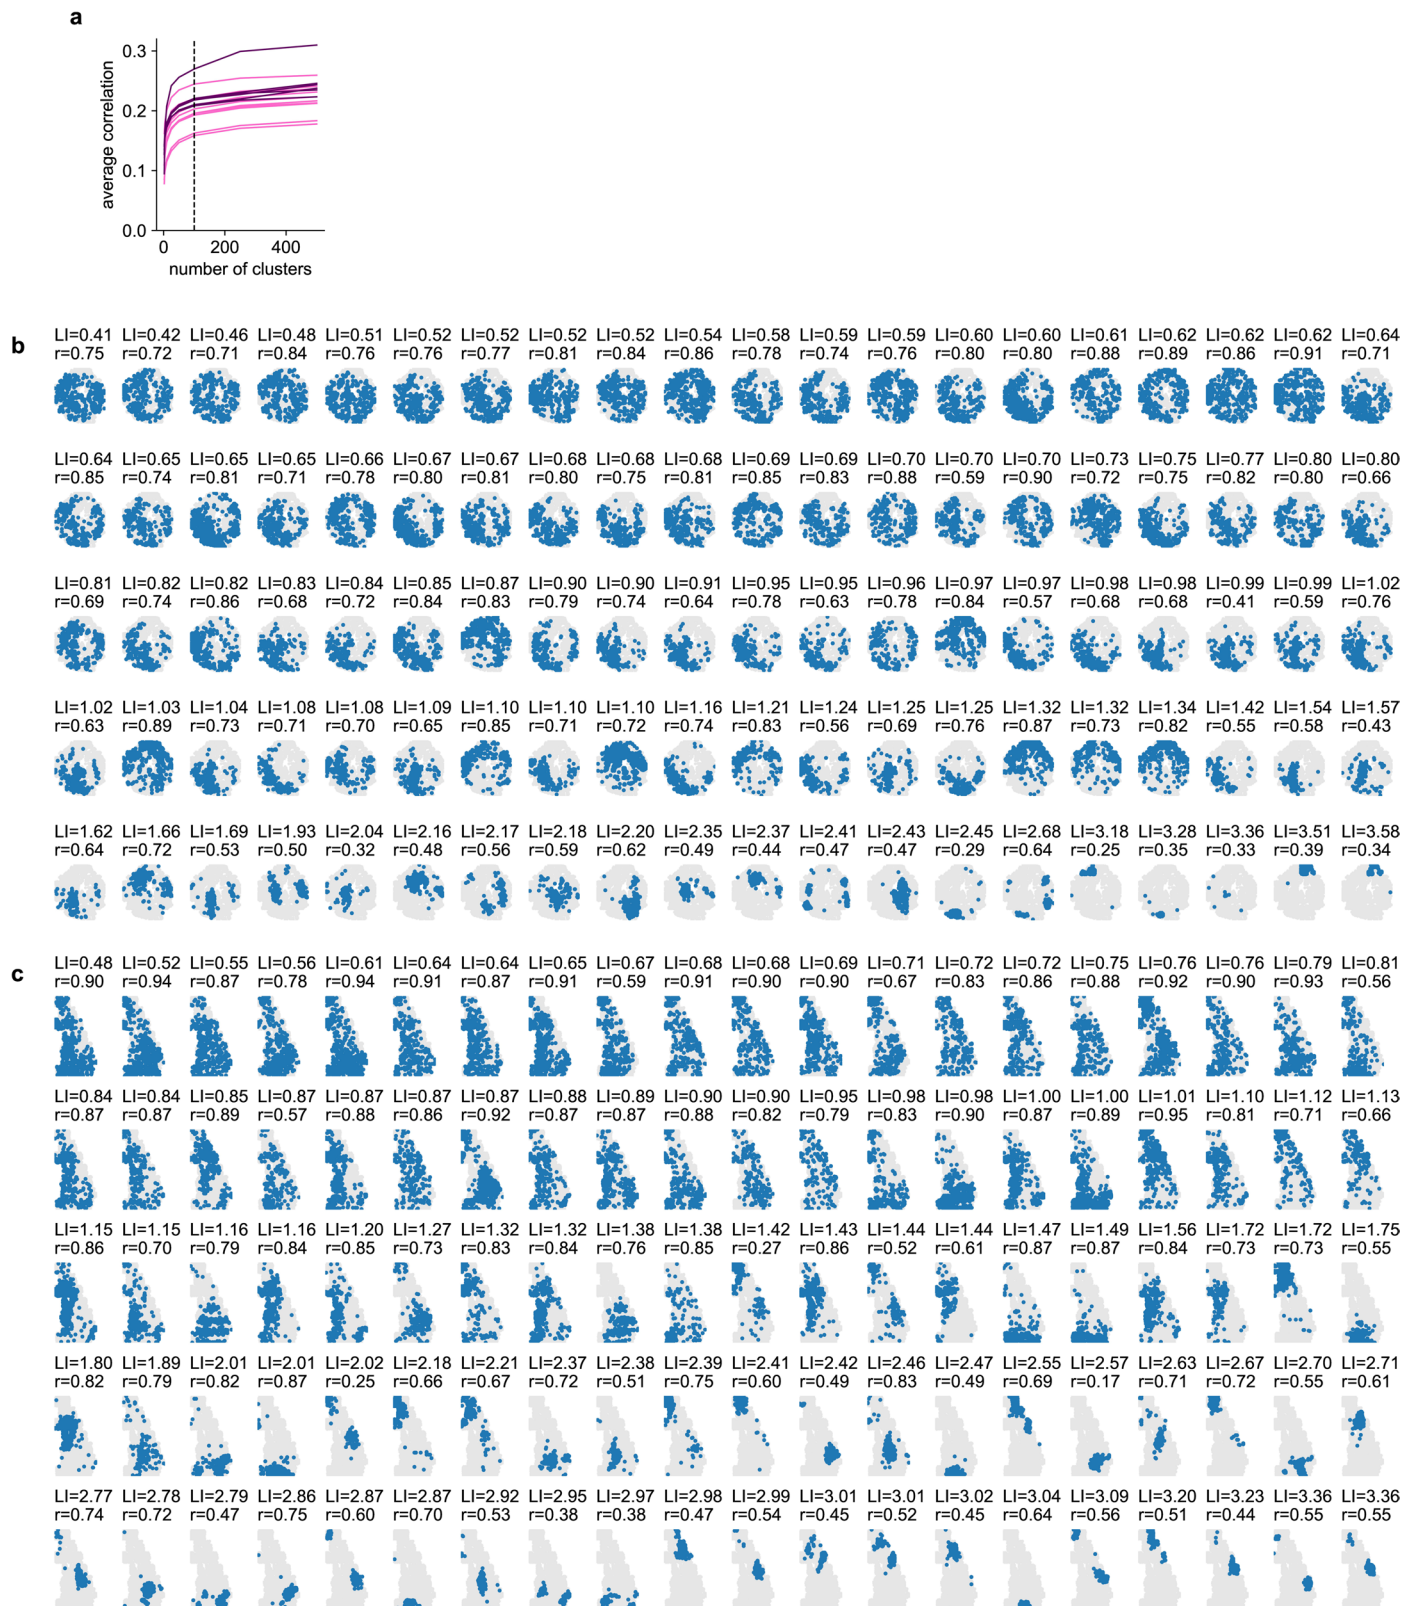 a
0.3
0.2
0.1
0.0
average correlation
0 200 400
number of clusters
b
LI=0.41 LI=0.42 LI=0.46 LI=0.48 LI=0.51 LI=0.52 LI=0.52 LI=0.52 LI=0.52 LI=0.54 LI=0.58 LI=0.59 LI=0.59 LI=0.60 LI=0.60 LI=0.61 LI=0.62 LI=0.62 LI=0.62 LI=0.64
r=0.75 r=0.72 r=0.71 r=0.84 r=0.76 r=0.76 r=0.77 r=0.81 r=0.84 r=0.86 r=0.78 r=0.74 r=0.76 r=0.80 r=0.80 r=0.88 r=0.89 r=0.86 r=0.91 r=0.71
LI=0.64 LI=0.65 LI=0.65 LI=0.65 LI=0.66 LI=0.67 LI=0.67 LI=0.68 LI=0.68 LI=0.68 LI=0.69 LI=0.69 LI=0.70 LI=0.70 LI=0.70 LI=0.73 LI=0.75 LI=0.77 LI=0.80 LI=0.80
r=0.85 r=0.74 r=0.81 r=0.71 r=0.78 r=0.80 r=0.81 r=0.80 r=0.75 r=0.81 r=0.85 r=0.83 r=0.88 r=0.59 r=0.90 r=0.72 r=0.75 r=0.82 r=0.80 r=0.66
LI=0.81 LI=0.82 LI=0.82 LI=0.83 LI=0.84 LI=0.85 LI=0.87 LI=0.90 LI=0.90 LI=0.91 LI=0.95 LI=0.95 LI=0.96 LI=0.97 LI=0.97 LI=0.98 LI=0.98 LI=0.99 LI=0.99 LI=1.02
r=0.69 r=0.74 r=0.86 r=0.68 r=0.72 r=0.84 r=0.83 r=0.79 r=0.74 r=0.64 r=0.78 r=0.63 r=0.78 r=0.84 r=0.57 r=0.68 r=0.68 r=0.41 r=0.59 r=0.76
LI=1.02 LI=1.03 LI=1.04 LI=1.08 LI=1.08 LI=1.09 LI=1.10 LI=1.10 LI=1.10 LI=1.16 LI=1.21 LI=1.24 LI=1.25 LI=1.25 LI=1.32 LI=1.32 LI=1.34 LI=1.42 LI=1.54 LI=1.57
r=0.63 r=0.89 r=0.73 r=0.71 r=0.70 r=0.65 r=0.85 r=0.71 r=0.72 r=0.74 r=0.83 r=0.56 r=0.69 r=0.76 r=0.87 r=0.73 r=0.82 r=0.55 r=0.58 r=0.43
LI=1.62 LI=1.66 LI=1.69 LI=1.93 LI=2.04 LI=2.16 LI=2.17 LI=2.18 LI=2.20 LI=2.35 LI=2.37 LI=2.41 LI=2.43 LI=2.45 LI=2.68 LI=3.18 LI=3.28 LI=3.36 LI=3.51 LI=3.58
r=0.64 r=0.72 r=0.53 r=0.50 r=0.32 r=0.48 r=0.56 r=0.59 r=0.62 r=0.49 r=0.44 r=0.47 r=0.47 r=0.29 r=0.64 r=0.25 r=0.35 r=0.33 r=0.39 r=0.34
c
LI=0.48 LI=0.52 LI=0.55 LI=0.56 LI=0.61 LI=0.64 LI=0.64 LI=0.65 LI=0.67 LI=0.68 LI=0.68 LI=0.69 LI=0.71 LI=0.72 LI=0.72 LI=0.75 LI=0.76 LI=0.76 LI=0.79 LI=0.81
r=0.90 r=0.94 r=0.87 r=0.78 r=0.94 r=0.91 r=0.87 r=0.91 r=0.59 r=0.91 r=0.90 r=0.90 r=0.67 r=0.83 r=0.86 r=0.88 r=0.92 r=0.90 r=0.93 r=0.56
LI=0.84 LI=0.84 LI=0.85 LI=0.87 LI=0.87 LI=0.87 LI=0.87 LI=0.88 LI=0.89 LI=0.90 LI=0.90 LI=0.95 LI=0.98 LI=0.98 LI=1.00 LI=1.00 LI=1.01 LI=1.10 LI=1.12 LI=1.13
r=0.87 r=0.87 r=0.89 r=0.57 r=0.88 r=0.86 r=0.92 r=0.87 r=0.87 r=0.88 r=0.82 r=0.79 r=0.83 r=0.90 r=0.87 r=0.89 r=0.95 r=0.81 r=0.71 r=0.66
LI=1.15 LI=1.15 LI=1.16 LI=1.16 LI=1.20 LI=1.27 LI=1.32 LI=1.32 LI=1.38 LI=1.38 LI=1.42 LI=1.43 LI=1.44 LI=1.44 LI=1.47 LI=1.49 LI=1.56 LI=1.72 LI=1.72 LI=1.75
r=0.86 r=0.70 r=0.79 r=0.84 r=0.85 r=0.73 r=0.83 r=0.84 r=0.76 r=0.85 r=0.27 r=0.86 r=0.52 r=0.61 r=0.87 r=0.87 r=0.84 r=0.73 r=0.73 r=0.55
LI=1.80 LI=1.89 LI=2.01 LI=2.01 LI=2.02 LI=2.18 LI=2.21 LI=2.37 LI=2.38 LI=2.39 LI=2.41 LI=2.42 LI=2.46 LI=2.47 LI=2.55 LI=2.57 LI=2.63 LI=2.67 LI=2.70 LI=2.71
r=0.82 r=0.79 r=0.82 r=0.87 r=0.25 r=0.66 r=0.67 r=0.72 r=0.51 r=0.75 r=0.60 r=0.49 r=0.83 r=0.49 r=0.69 r=0.17 r=0.71 r=0.72 r=0.55 r=0.61
LI=2.77 LI=2.78 LI=2.79 LI=2.86 LI=2.87 LI=2.87 LI=2.92 LI=2.95 LI=2.97 LI=2.98 LI=2.99 LI=3.01 LI=3.01 LI=3.02 LI=3.04 LI=3.09 LI=3.20 LI=3.23 LI=3.36 LI=3.36
r=0.74 r=0.72 r=0.47 r=0.75 r=0.60 r=0.70 r=0.53 r=0.38 r=0.38 r=0.47 r=0.54 r=0.45 r=0.52 r=0.45 r=0.64 r=0.56 r=0.51 r=0.44 r=0.55 r=0.55